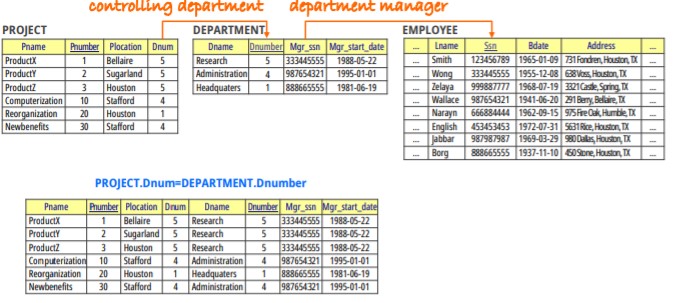 controlling department department manager
PROJECT DEPARTMENT EMPLOYEE
Pname Pnumber Plocation Dnum
ProductX 1 Bellaire 5
ProductY 2 Sugarland 5
ProductZ 3 Houston 5
Computerization 10 Stafford 4
Reorganization 20 Houston 1
Newbenefits 30 Stafford 4
Dname Dnumber Mgr_ssn Mgr_start_date
Research 5 333445555 1988-05-22
Administration 4 987654321 1995-01-01
Headquaters 1 888665555 1981-06-19
... Lname Ssn Bdate Address ...
... Smith 123456789 1965-01-09 731 Fondren, Houston, TX ...
... Wong 333445555 1955-12-08 638 Voss, Houston, TX ...
... Zelaya 999887777 1968-07-19 3321 Castle, Spring, TX ...
... Wallace 987654321 1941-06-20 291 Berry, Bellaire, TX ...
... Narayn 666884444 1962-09-15 975 Fire Oak, Humble, TX ...
... English 453453453 1972-07-31 5631 Rice, Houston, TX ...
... Jabbar 987987987 1969-03-29 980 Dallas, Houston, TX ...
... Borg 888665555 1937-11-10 450 Stone, Houston, TX ...
PROJECT.Dnum=DEPARTMENT.Dnumber
Pname Pnumber Plocation Dnum Dname Dnumber Mgr_ssn Mgr_start_date
ProductX 1 Bellaire 5 Research 5 333445555 1988-05-22
ProductY 2 Sugarland 5 Research 5 333445555 1988-05-22
ProductZ 3 Houston 5 Research 5 333445555 1988-05-22
Computerization 10 Stafford 4 Administration 4 987654321 1995-01-01
Reorganization 20 Houston 1 Headquaters 1 888665555 1981-06-19
Newbenefits 30 Stafford 4 Administration 4 987654321 1995-01-01